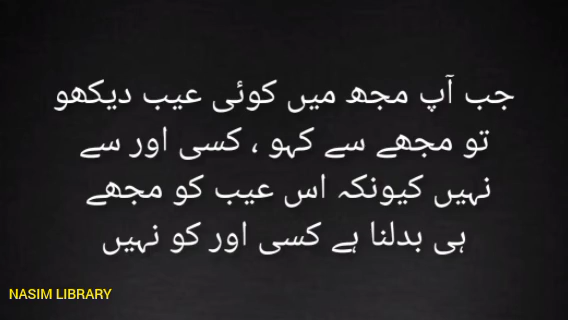 جب آپ مجھ میں کوئی عیب دیکھو
تو مجھے سے کہو ، کسی اور سے
نہیں کیونکہ اس عیب کو مجھے
ہی بدلنا ہے کسی اور کو نہیں
NASIM LIBRARY